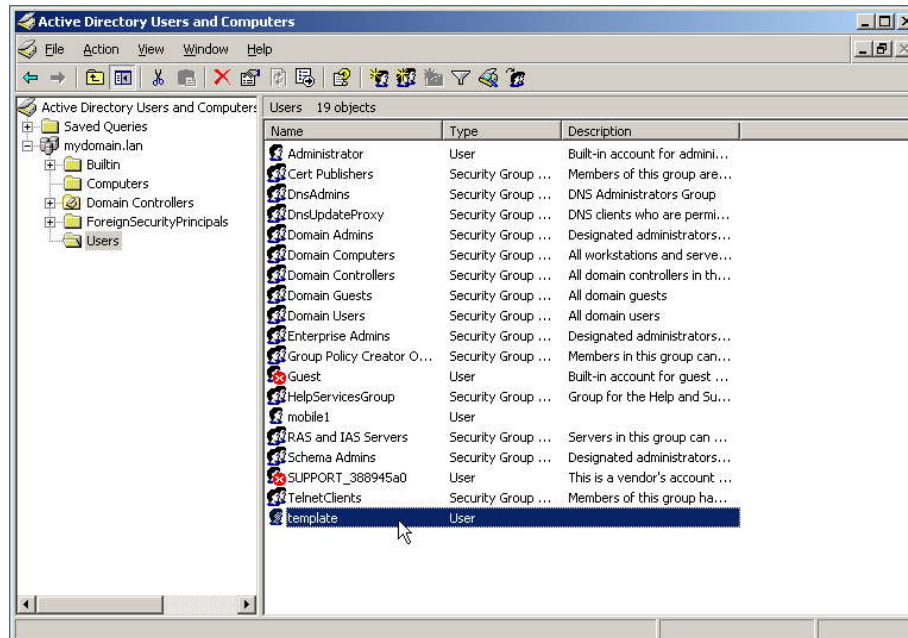 Active Directory Users and Computers
File Action View Window Help
Active Directory Users and Computers
Saved Queries
mydomain.lan
Builtin
Computers
Domain Controllers
ForeignSecurityPrincipals
Users
Users 19 objects
Name Type Description
Administrator User Built-in account for admini...
Cert Publishers Security Group ... Members of this group are...
DnsAdmins Security Group ... DNS Administrators Group
DnsUpdateProxy Security Group ... DNS clients who are permi...
Domain Admins Security Group ... Designated administrators...
Domain Computers Security Group ... All workstations and serve...
Domain Controllers Security Group ... All domain controllers in th...
Domain Guests Security Group ... All domain guests
Domain Users Security Group ... All domain users
Enterprise Admins Security Group ... Designated administrators...
Group Policy Creator O... Security Group ... Members in this group can...
Guest User Built-in account for guest ...
HelpServicesGroup Security Group ... Group for the Help and Su...
mobile1 User
RAS and IAS Servers Security Group ... Servers in this group can ...
Schema Admins Security Group ... Designated administrators...
SUPPORT_388945a0 User This is a vendor's account ...
TelnetClients Security Group ... Members of this group ha...
template User